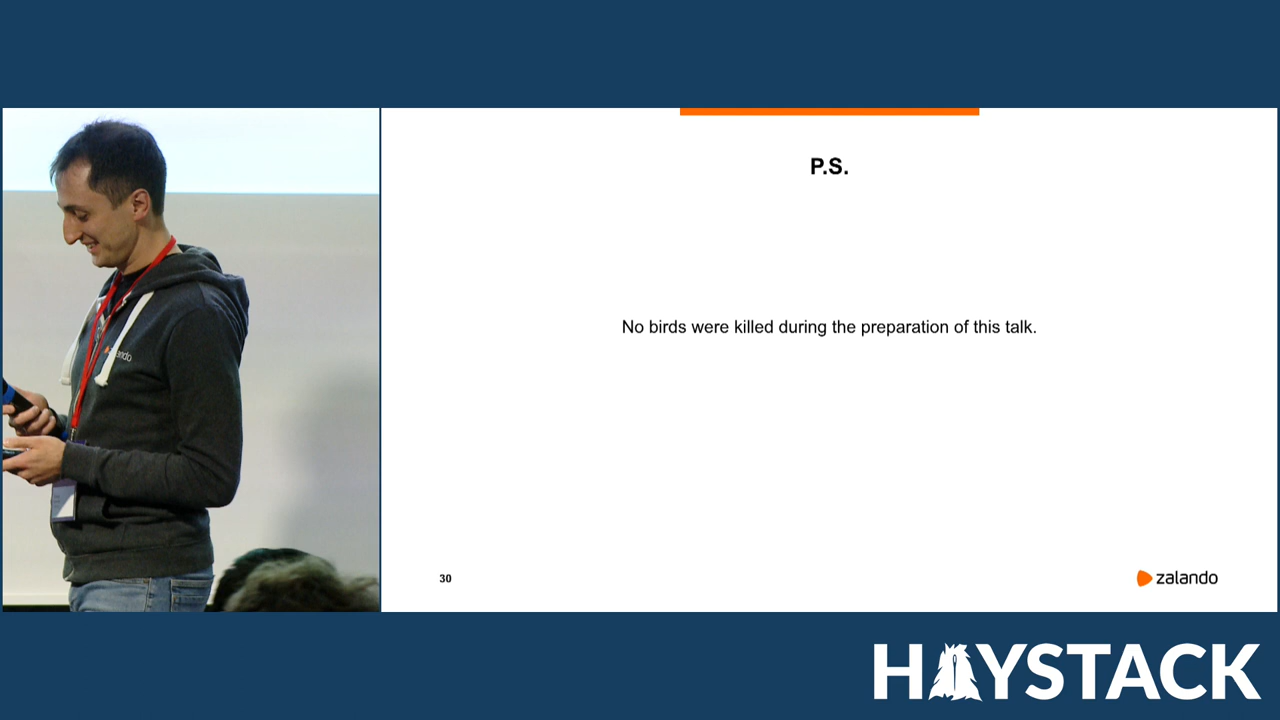 P.S.
No birds were killed during the preparation of this talk.
30
zalando
HAYSTACK